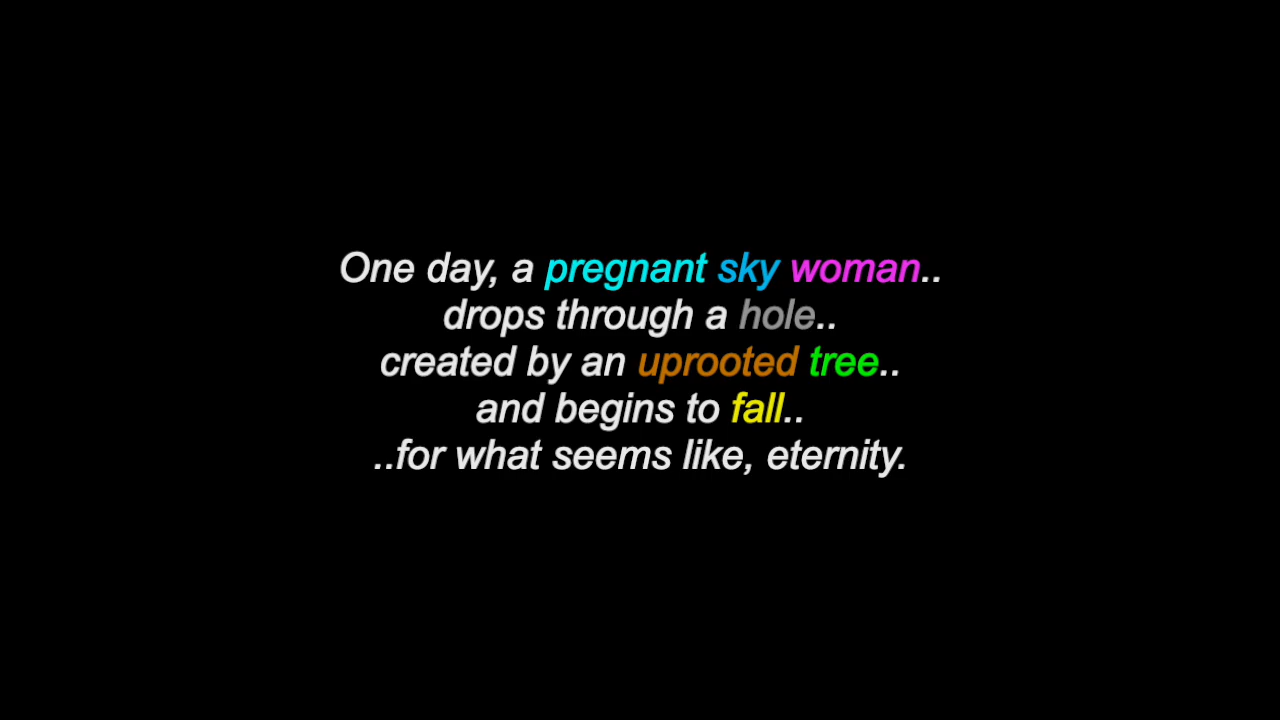 One day, a pregnant sky woman..
drops through a hole..
created by an uprooted tree..
and begins to fall..
..for what seems like, eternity.